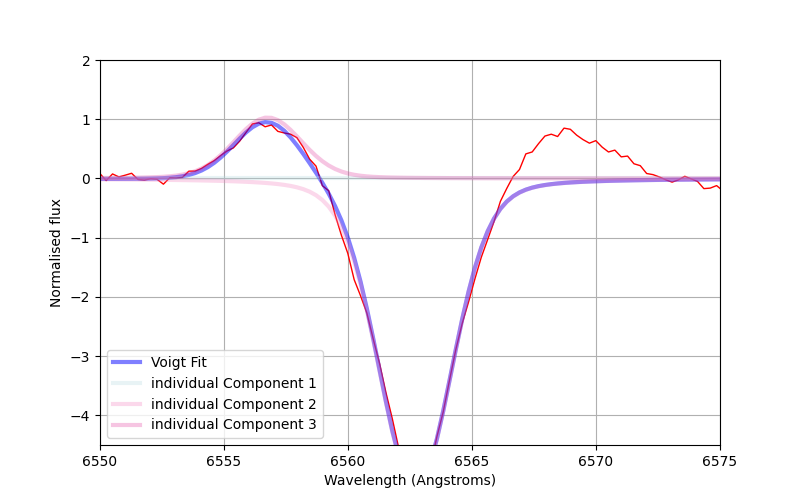 2
1
0
−1
−2
−3
−4
Normalised flux
Voigt Fit
individual Component 1
individual Component 2
individual Component 3
6550 6555 6560 6565 6570 6575
Wavelength (Angstroms)